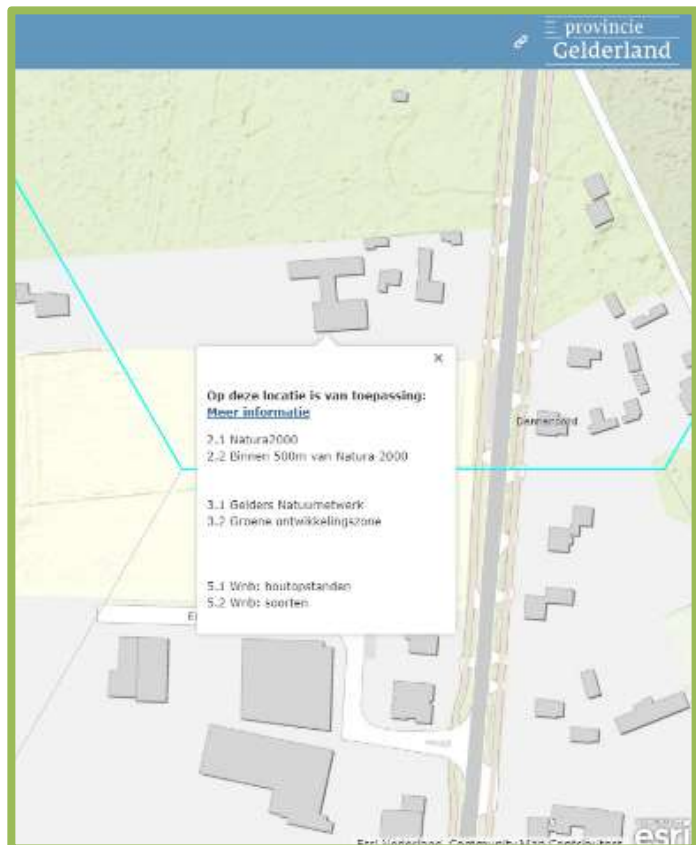 provincie
Gelderland
Op deze locatie is van toepassing:
Meer informatie
2.1 Natura2000
2.2 Binnen 500m van Natura 2000
Dennenoord
3.1 Gelders Natuurnetwerk
3.2 Groene ontwikkelingszone
5.1 Wnb: houtopstanden
5.2 Wnb: soorten
Esri Nederland, Community Map Contributors
esri